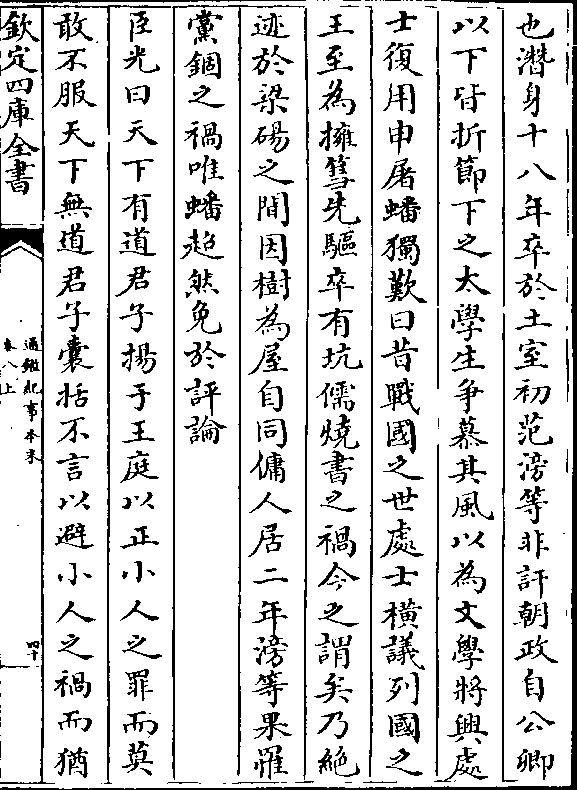 也潛身十八年卒於土室初范滂等非訐朝政自公卿
以下皆折節下之太學生爭慕其風以為文學將興處
士復用申屠蟠獨歎曰昔戰國之世處士橫議列國之
王至為擁篲先驅卒有坑儒燒書之禍今之謂矣乃絕
迹於梁碭之間因樹為屋自同傭人居二年滂等果罹
黨錮之禍唯蟠超然免於評論
臣光曰天下有道君子揚于王庭以正小人之罪而莫
敢不服天下無道君子囊括不言以避小人之禍而猶
欽定四庫全書
通鑑紀事本末
卷八上
四十